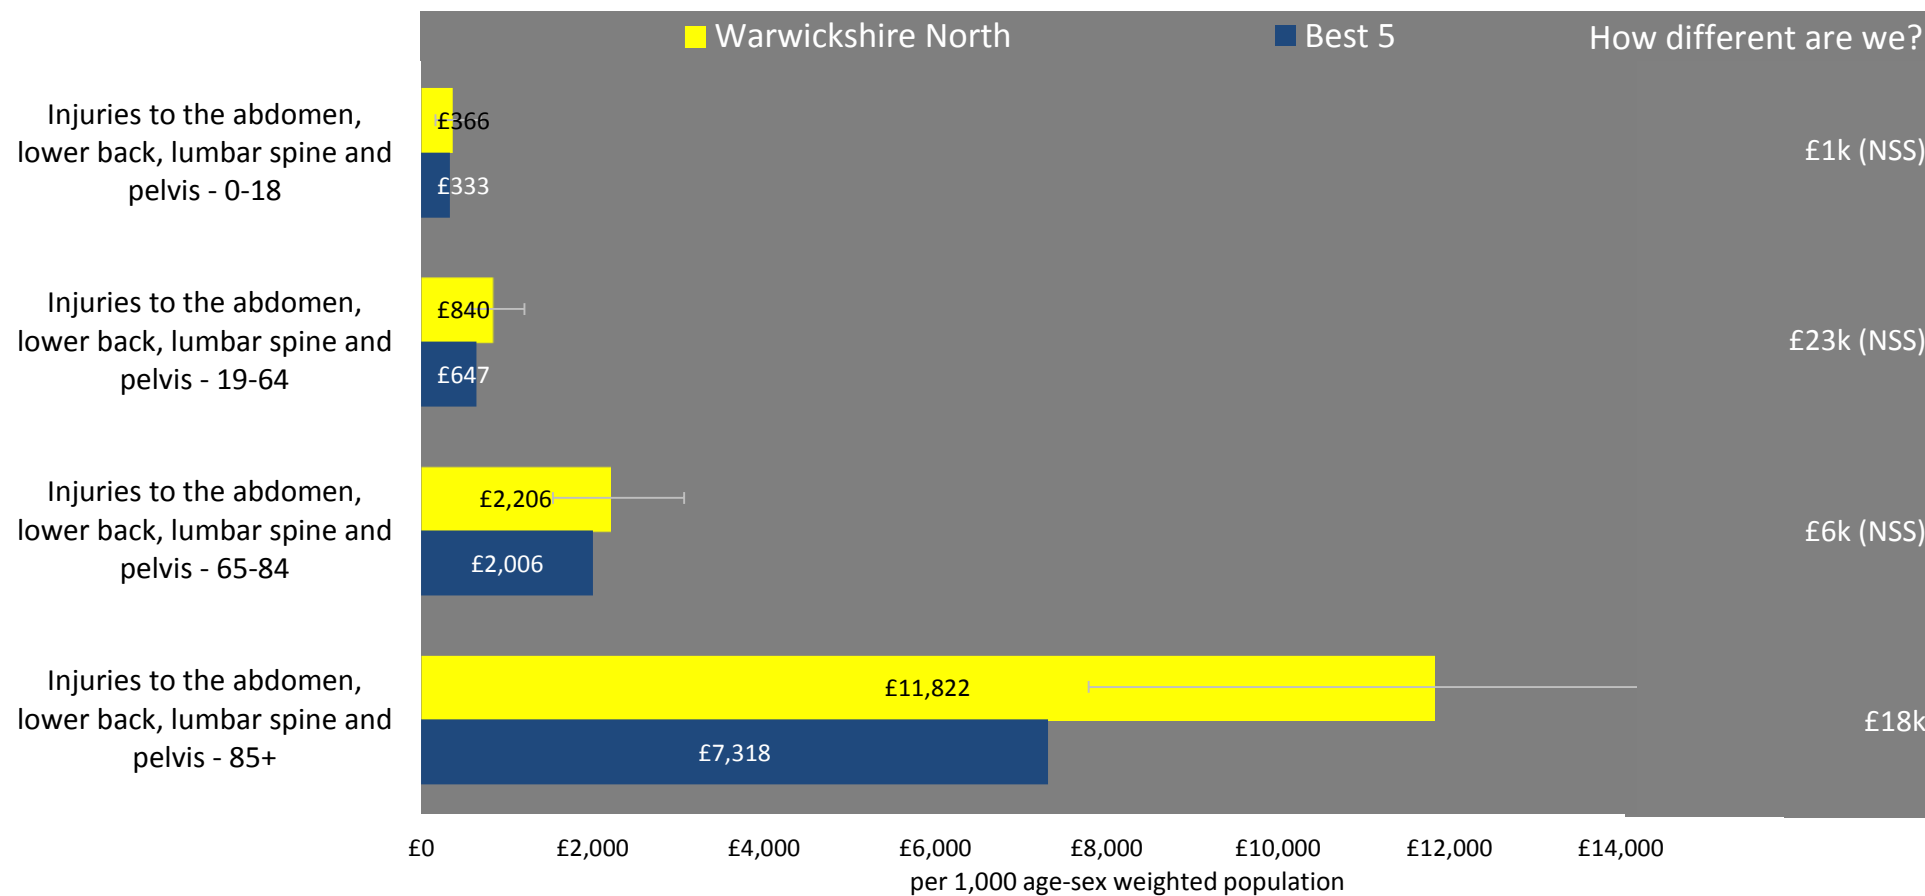 Warwickshire North
Best 5
How different are we?
Injuries to the abdomen,
lower back, lumbar spine and
pelvis - 0-18
£366
£333
£1k (NSS)
Injuries to the abdomen,
lower back, lumbar spine and
pelvis - 19-64
£840
£647
£23k (NSS)
Injuries to the abdomen,
lower back, lumbar spine and
pelvis - 65-84
£2,206
£2,006
£6k (NSS)
Injuries to the abdomen,
lower back, lumbar spine and
pelvis - 85+
£11,822
£7,318
£18k
£0 £2,000 £4,000 £6,000 £8,000 £10,000 £12,000 £14,000
per 1,000 age-sex weighted population